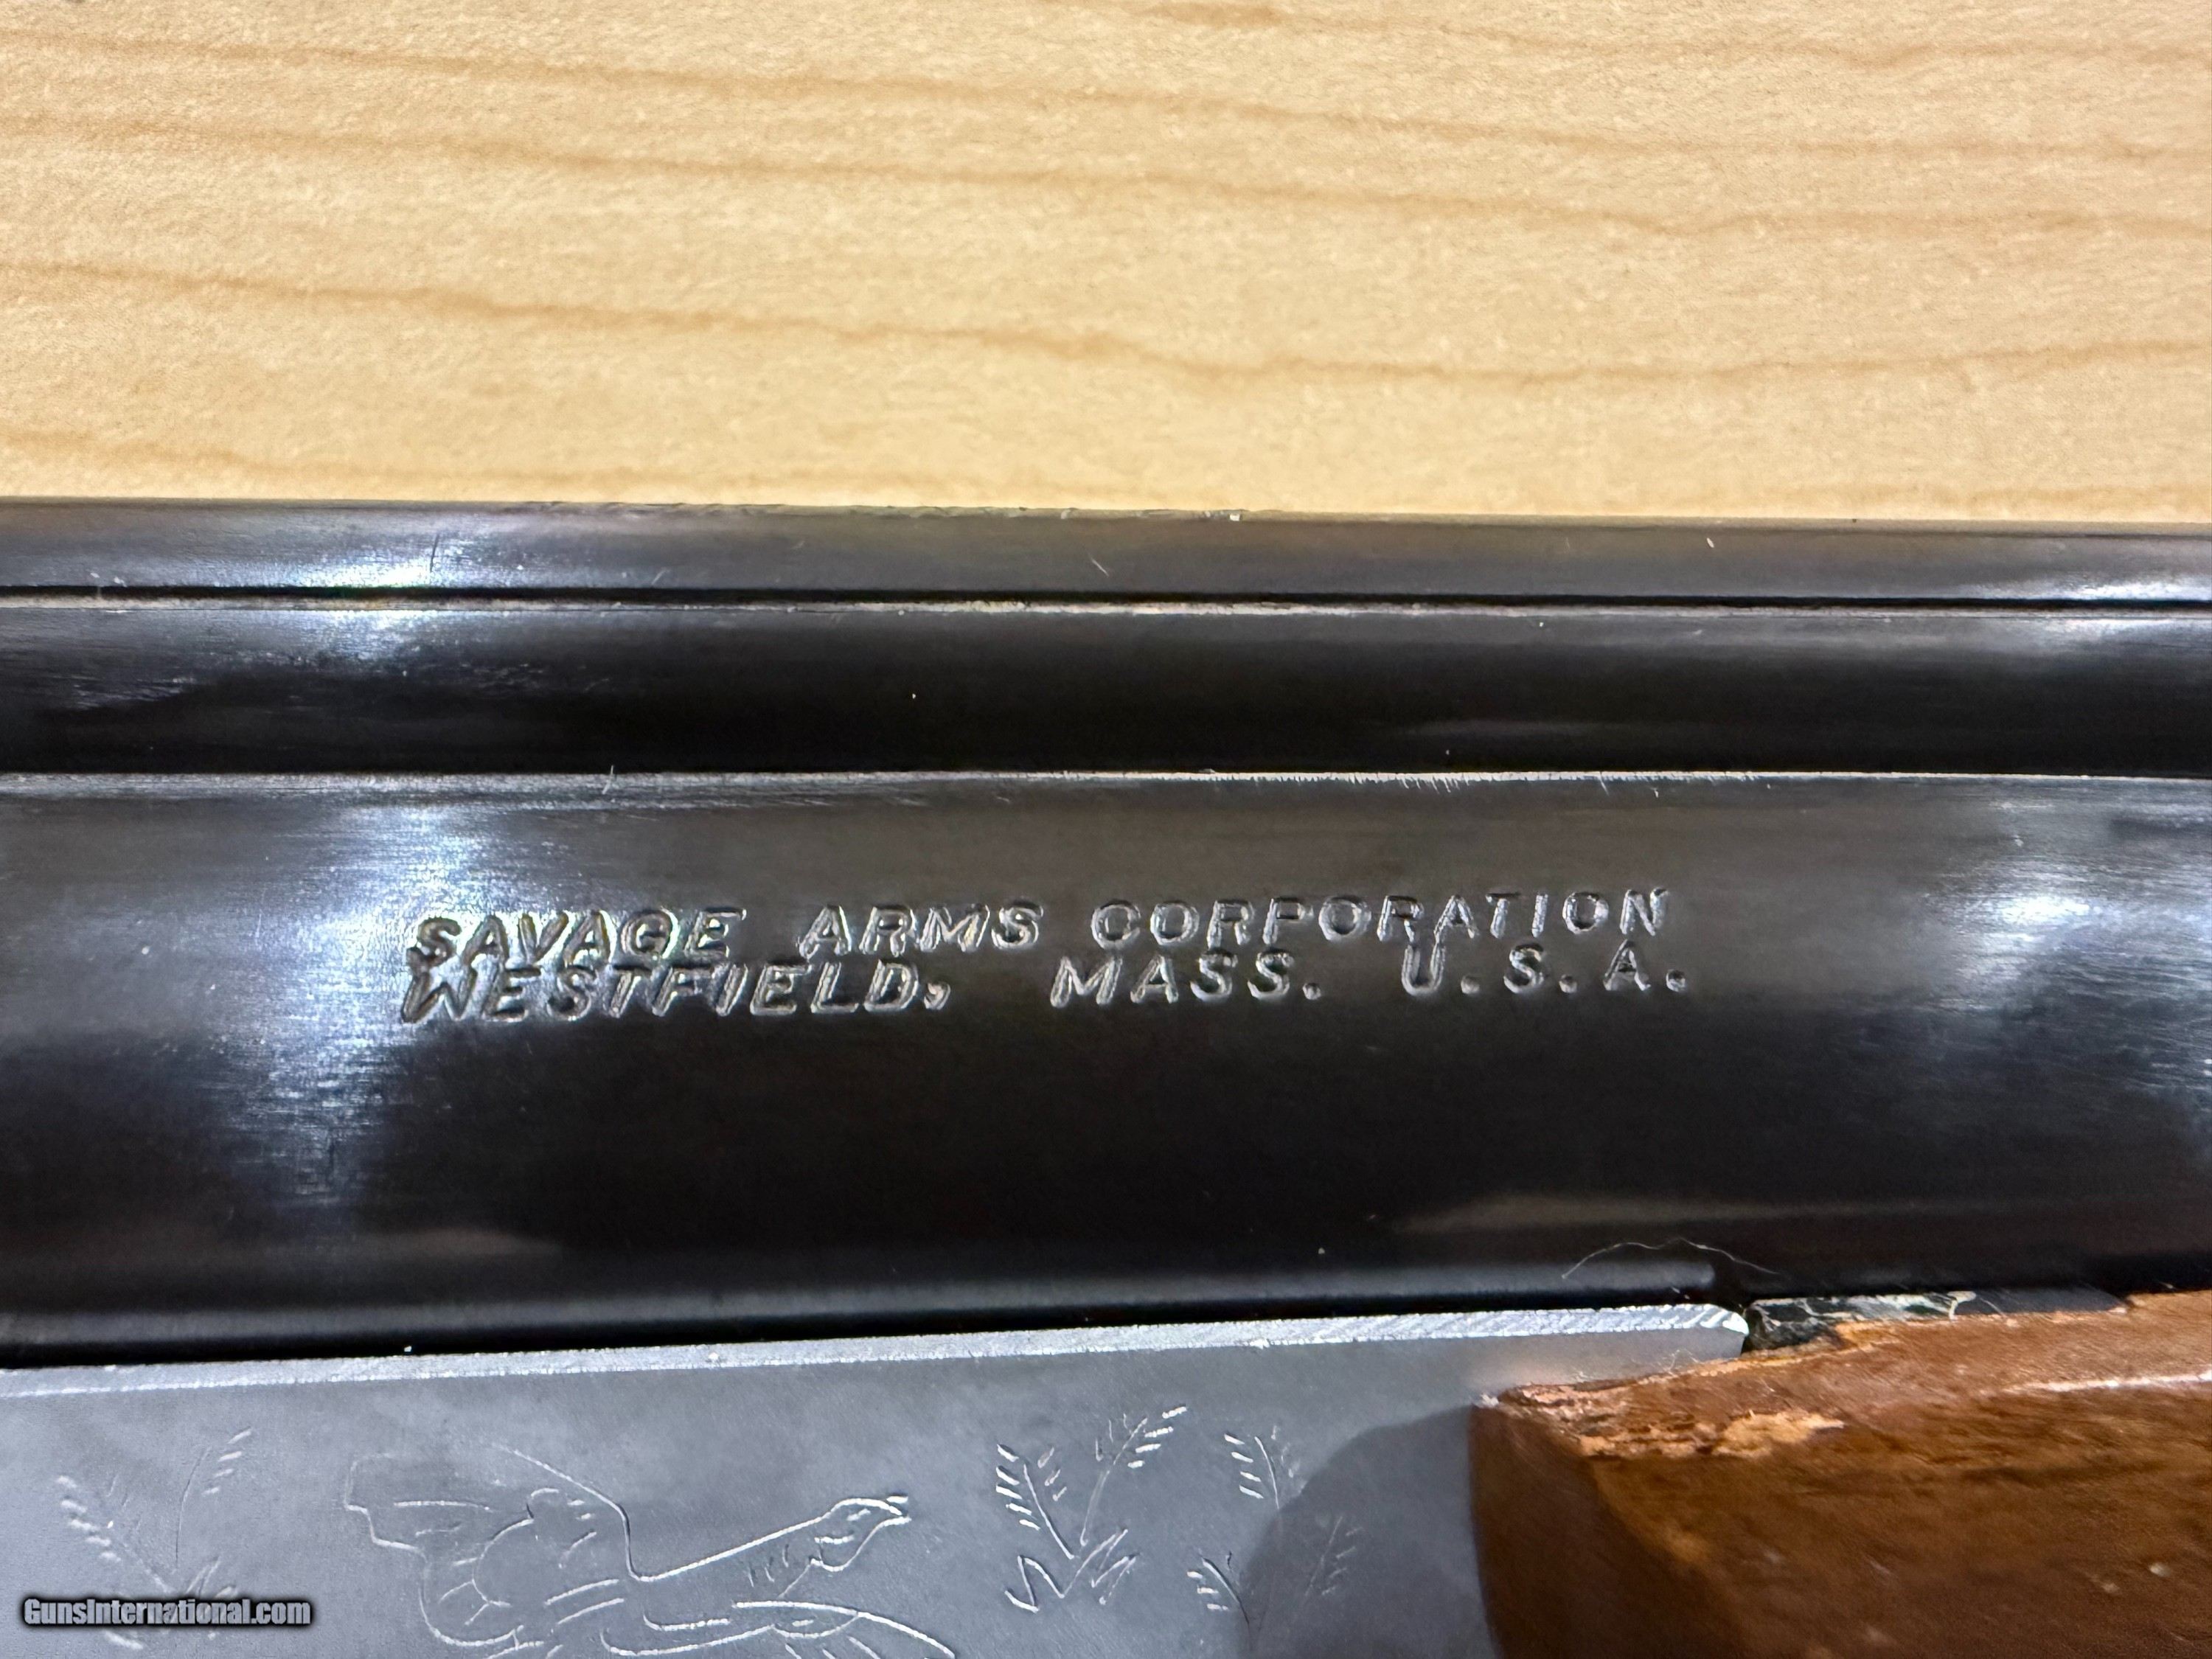 SAVAGE ARMS CORPORATION
WESTFIELD, MASS. U.S.A.
GunsInternational.com